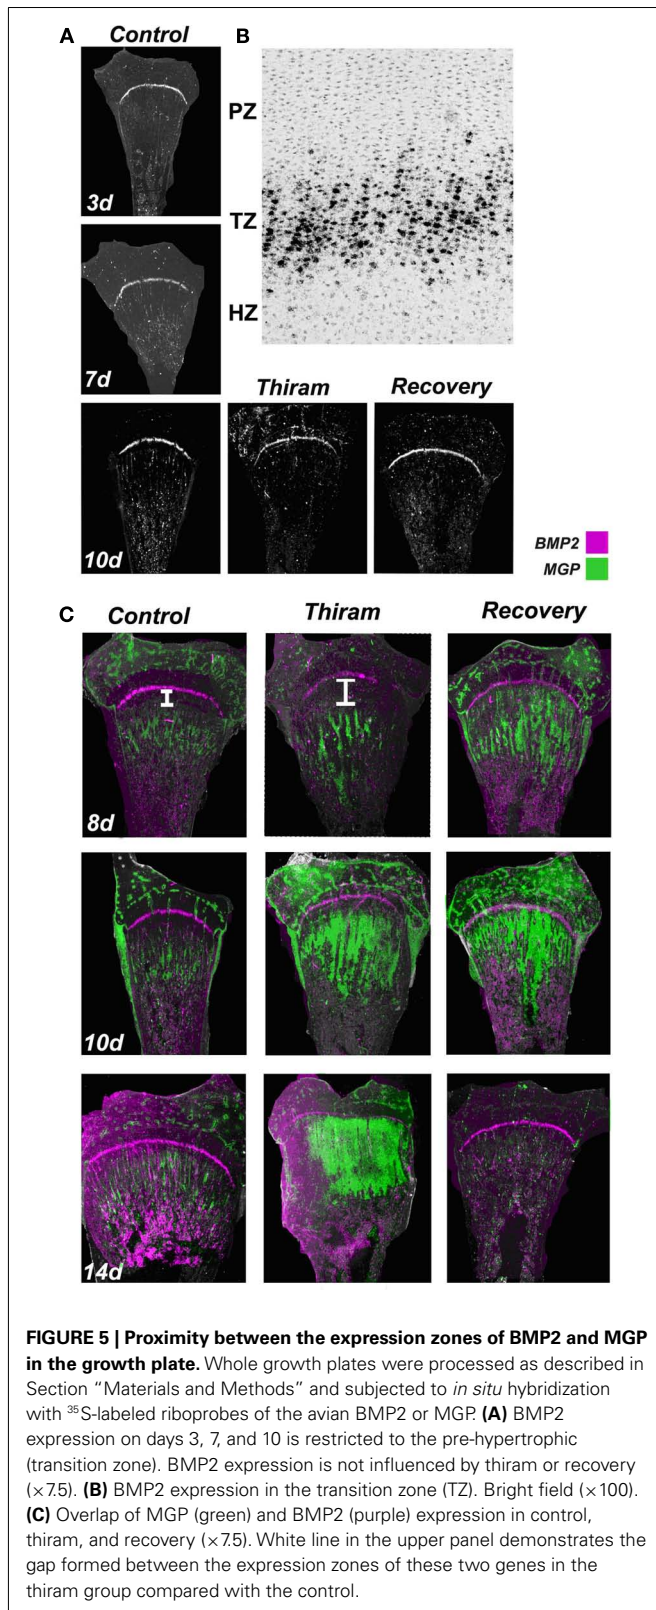 A
Control
B
PZ
3d
TZ
HZ
7d
Thiram
Recovery
10d
BMP2
MGP
C
Control
Thiram
Recovery
8d
10d
14d
FIGURE 5 | Proximity between the expression zones of BMP2 and MGP
in the growth plate. Whole growth plates were processed as described in
Section “Materials and Methods” and subjected to in situ hybridization
with ³⁵S-labeled riboprobes of the avian BMP2 or MGP. (A) BMP2
expression on days 3, 7, and 10 is restricted to the pre-hypertrophic
(transition zone). BMP2 expression is not influenced by thiram or recovery
(×7.5). (B) BMP2 expression in the transition zone (TZ). Bright field (×100).
(C) Overlap of MGP (green) and BMP2 (purple) expression in control,
thiram, and recovery (×7.5). White line in the upper panel demonstrates the
gap formed between the expression zones of these two genes in the
thiram group compared with the control.